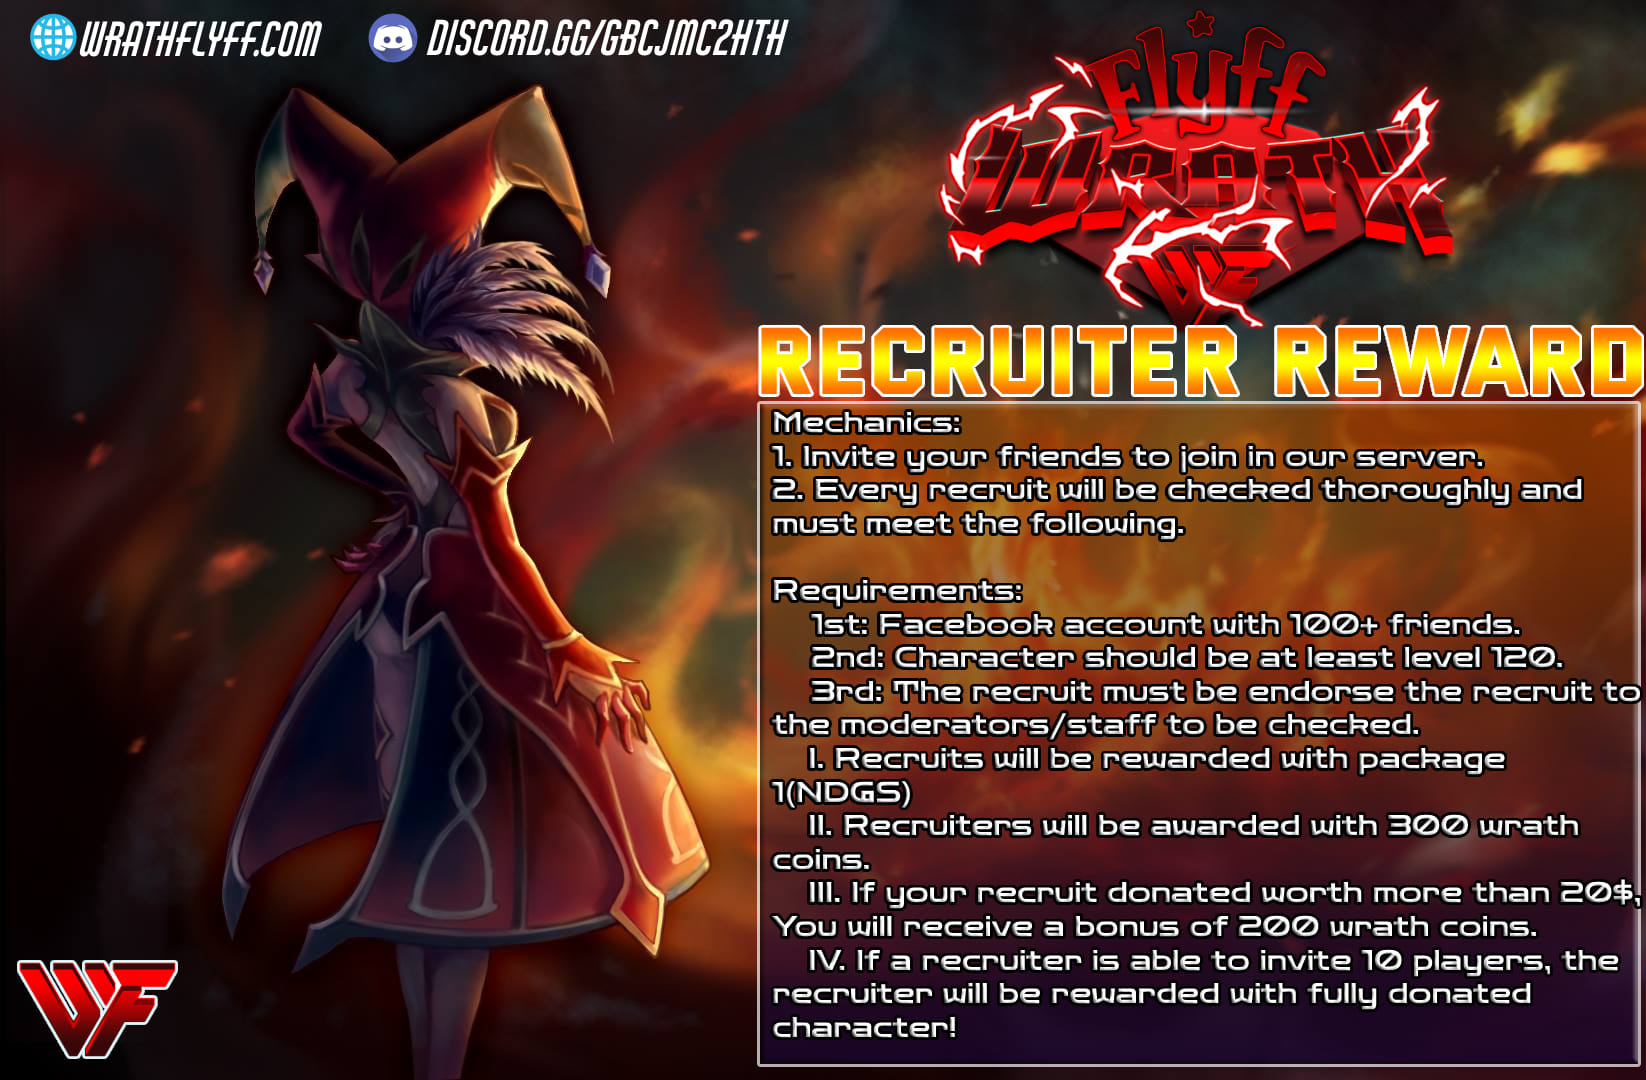 WRATHFLYFF.COM
DISCORD.GG/GBCJMC2HTH
Flyff
WRATH
VZ
RECRUITER REWARD
Mechanics:
1. Invite your friends to join in our server.
2. Every recruit will be checked thoroughly and
must meet the following.
Requirements:
1st: Facebook account with 100+ friends.
2nd: Character should be at least level 120.
3rd: The recruit must be endorse the recruit to
the moderators/staff to be checked.
I. Recruits will be rewarded with package
1(NDGS)
II. Recruiters will be awarded with 300 wrath
coins.
III. If your recruit donated worth more than 20$,
You will receive a bonus of 200 wrath coins.
IV. If a recruiter is able to invite 10 players, the
recruiter will be rewarded with fully donated
character!
WF